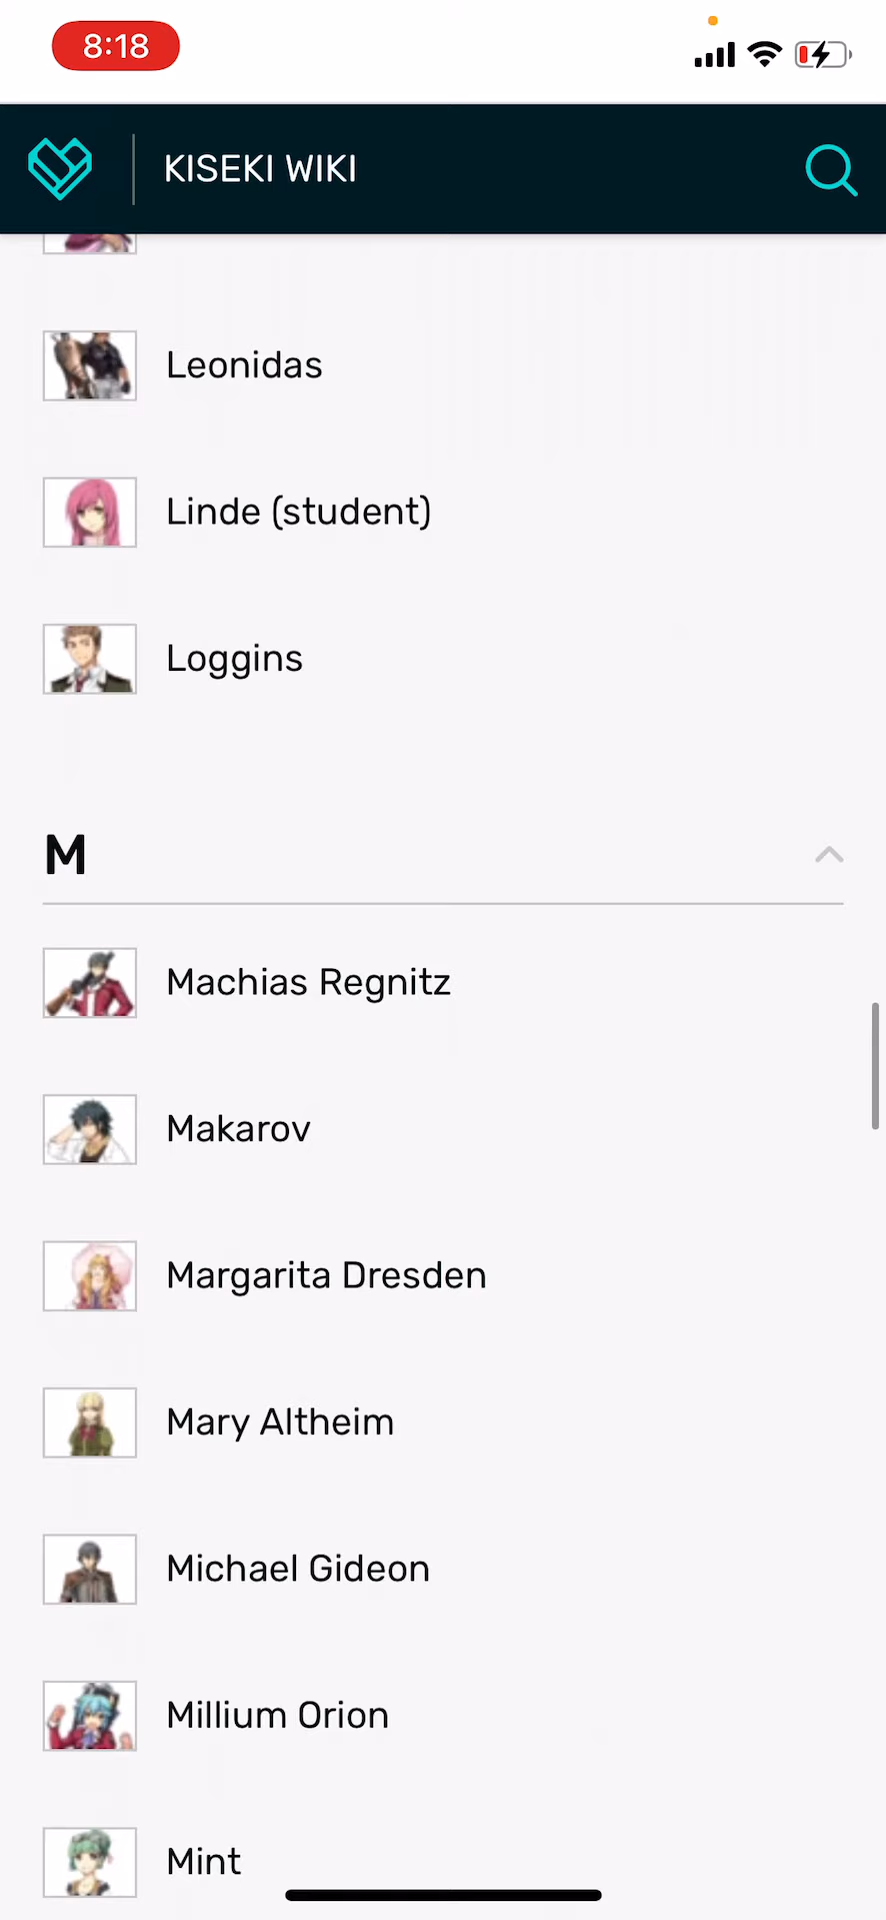 8:18
KISEKI WIKI
Leonidas
Linde (student)
Loggins
M
Machias Regnitz
Makarov
Margarita Dresden
Mary Altheim
Michael Gideon
Millium Orion
Mint